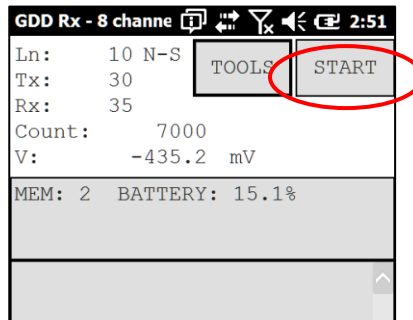 GDD Rx - 8 channe 2:51
Ln: 10 N-S
TOOLS START
Tx: 30
Rx: 35
Count: 7000
V: -435.2 mV
MEM: 2 BATTERY: 15.1%